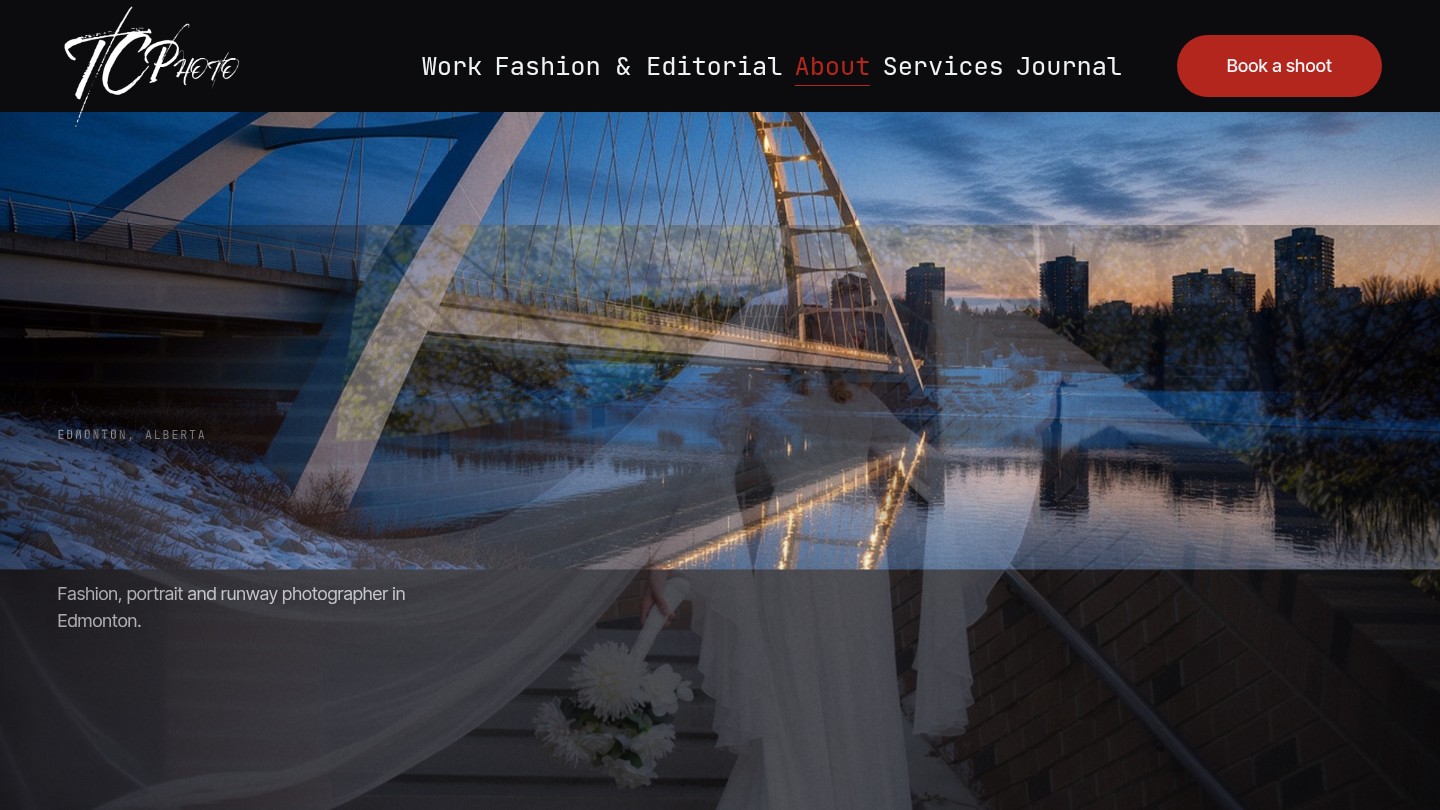 TCPHOTO
Work Fashion & Editorial About Services Journal
Book a shoot
EDMONTON, ALBERTA
Fashion, portrait and runway photographer in
Edmonton.